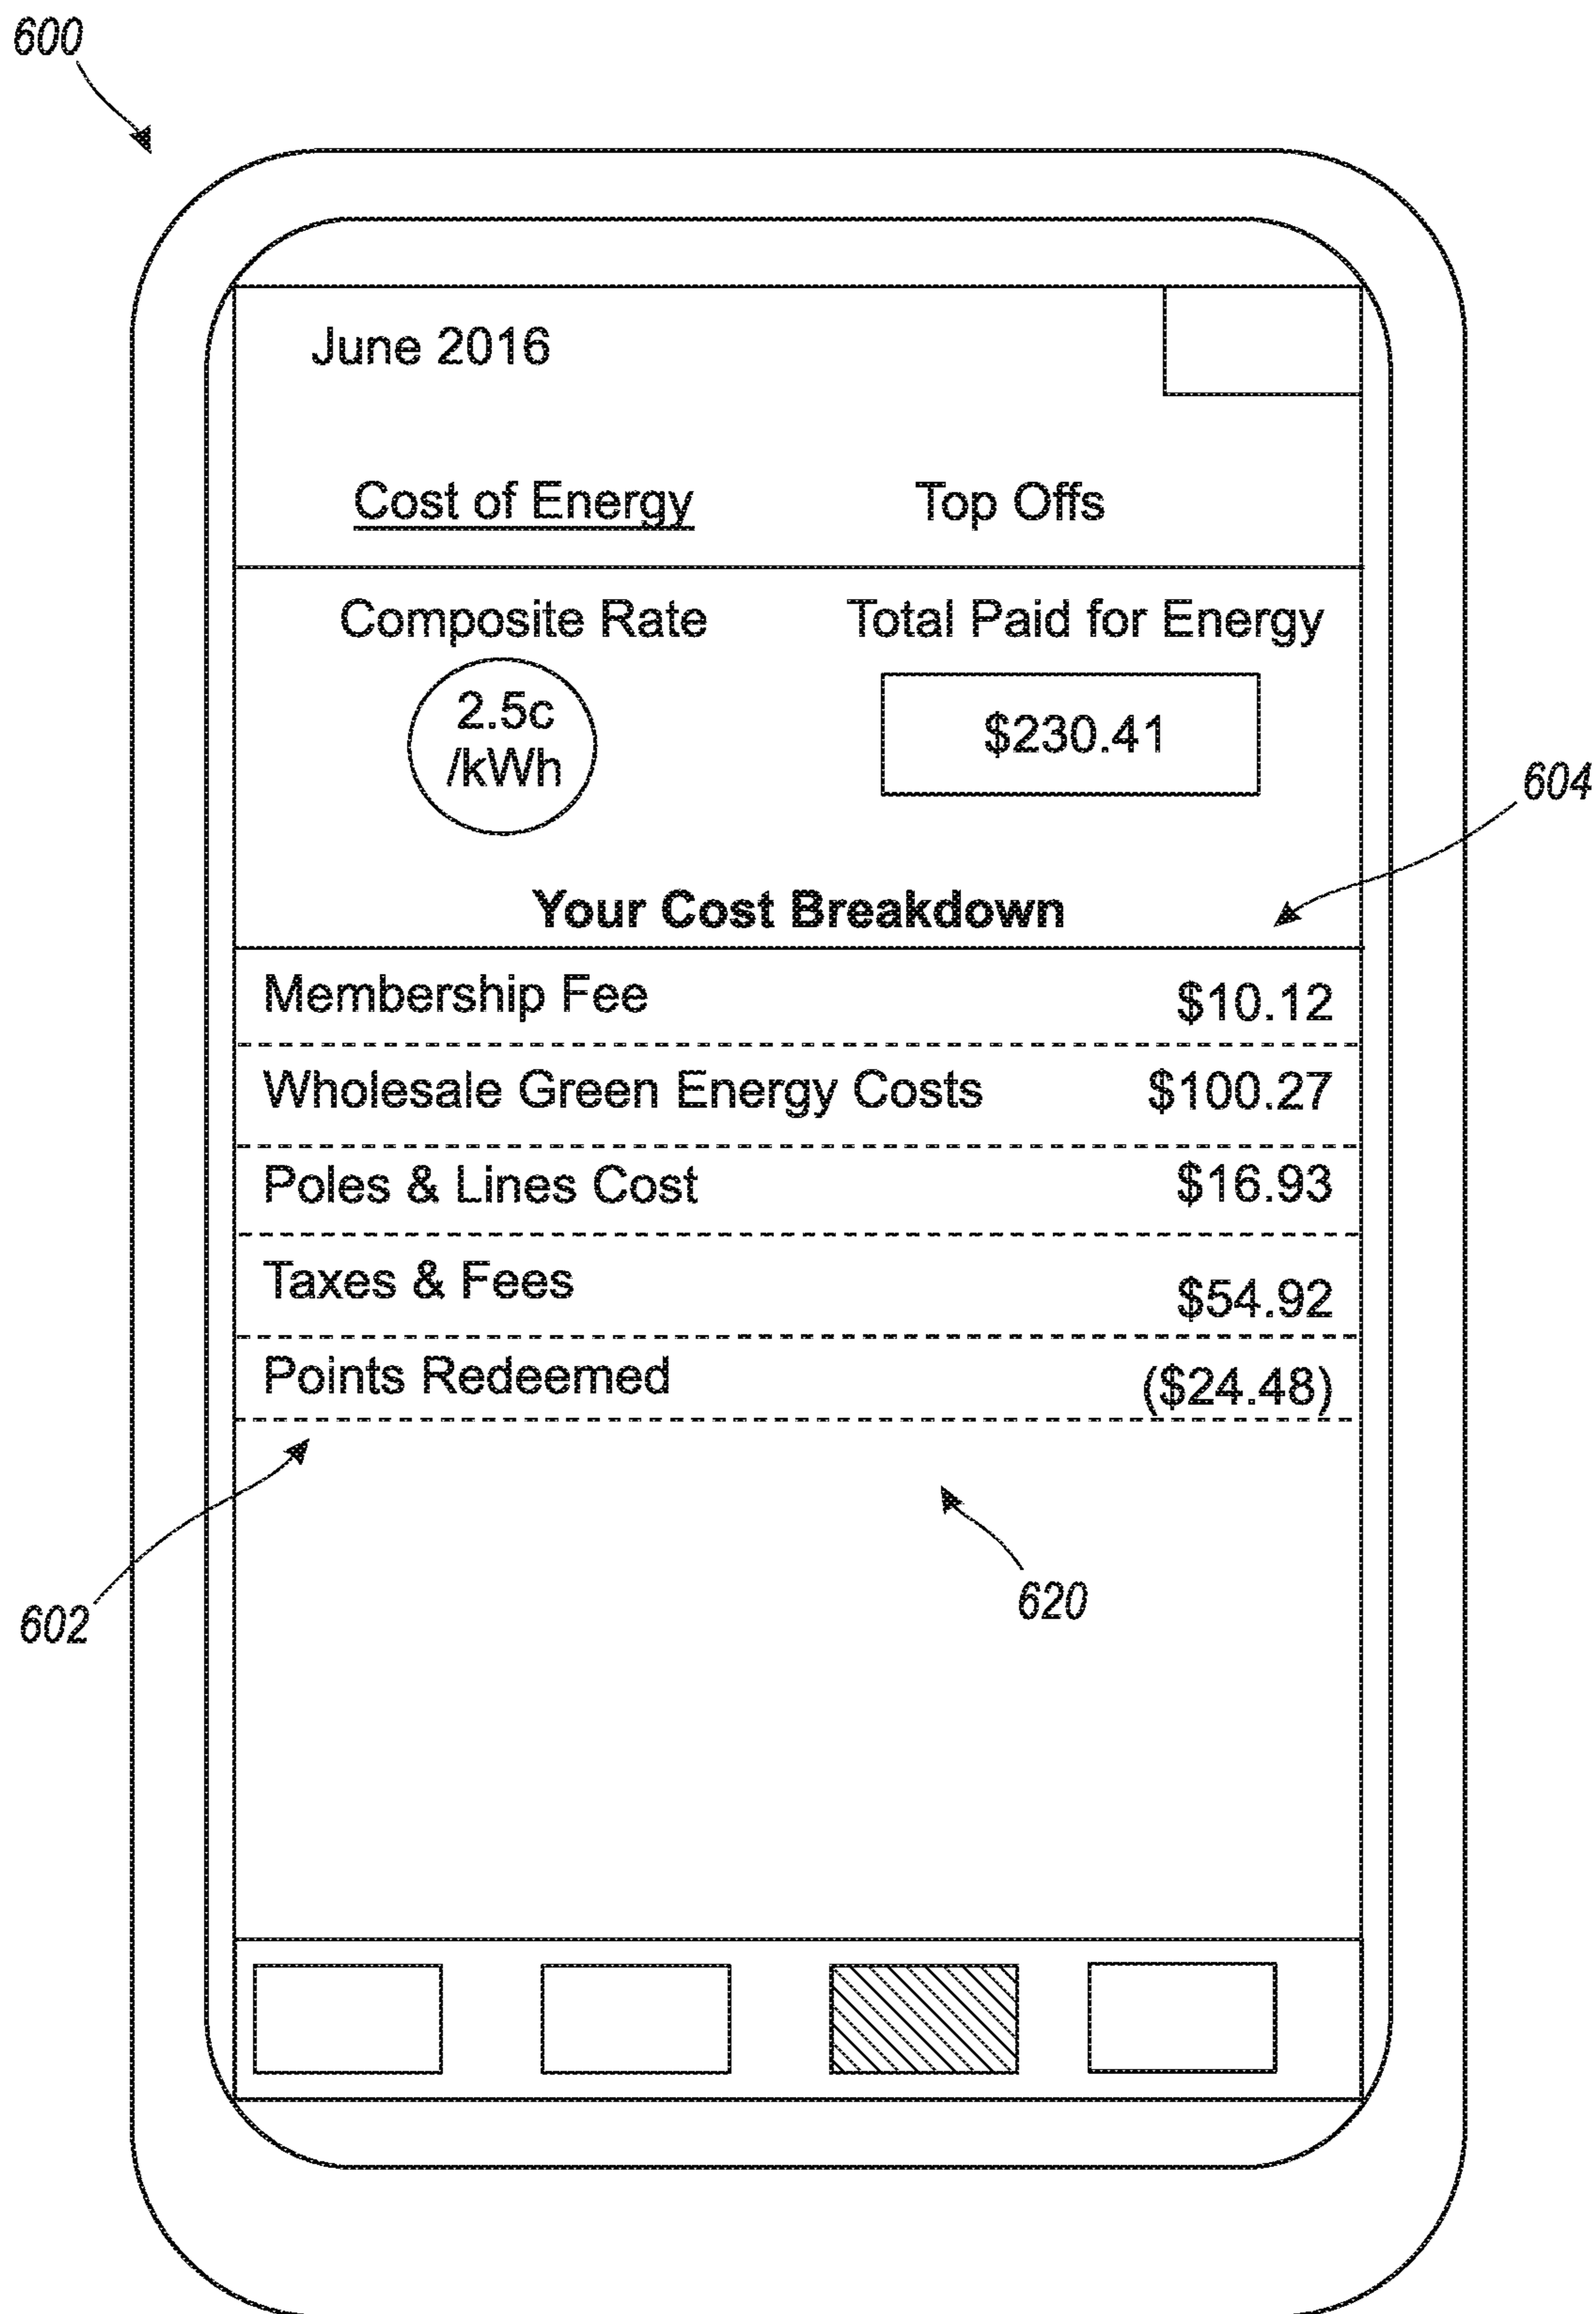 600
June 2016
Cost of Energy Top Offs
Composite Rate Total Paid for Energy
2.5c
/kWh
$230.41
604
Your Cost Breakdown
Membership Fee $10.12
Wholesale Green Energy Costs $100.27
Poles & Lines Cost $16.93
Taxes & Fees $54.92
Points Redeemed ($24.48)
602
620